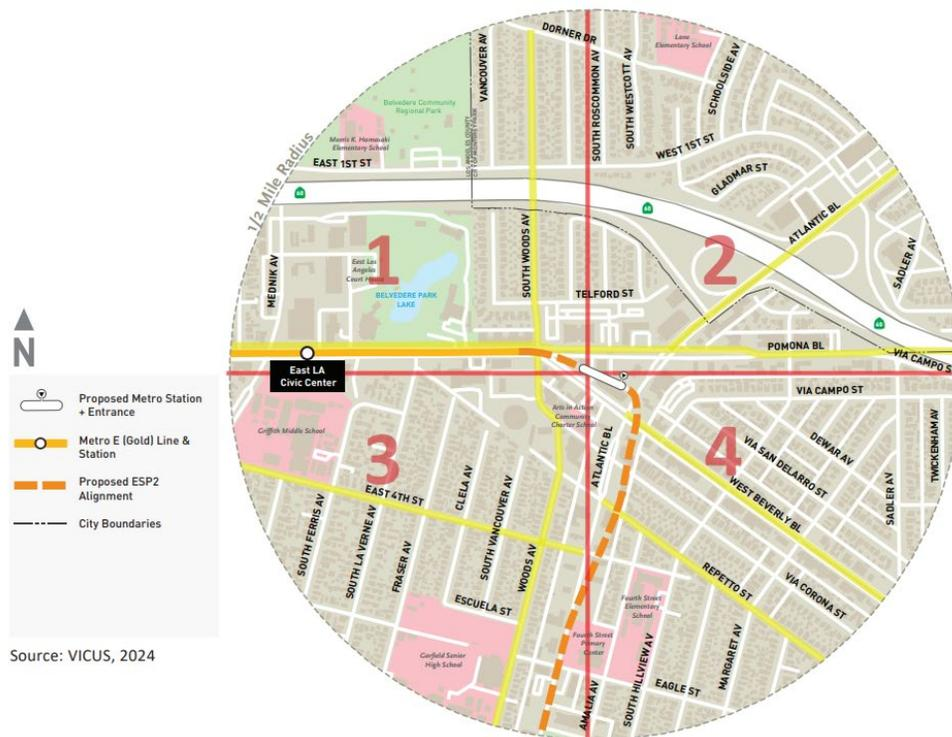 DORNER DR
Lane
Elementary School
VANCOUVER AV
SOUTH ROSCOMMON AV
SOUTH WESTCOTT AV
SCHOOLSIDE AV
Belvedere Community
Regional Park
LOS ANGELES COUNTY
CITY OF MONTEREY PARK
Morris K. Hamasaki
Elementary School
1/2 Mile Radius
EAST 1ST ST
WEST 1ST ST
GLADMAR ST
60
60
ATLANTIC BL
1
2
MEDNIK AV
East Los
Angeles
Court House
SOUTH WOODS AV
SADLER AV
BELVEDERE PARK
LAKE
TELFORD ST
60
N
East LA
Civic Center
POMONA BL
VIA CAMPO ST
VIA CAMPO ST
Proposed Metro Station
+ Entrance
Metro E (Gold) Line &
Station
Proposed ESP2
Alignment
City Boundaries
Arts in Action
Community
Charter School
Griffith Middle School
3
4
ATLANTIC BL
DEWAR AV
TWICKENHAM AV
VIA SAN DELARRO ST
WEST BEVERLY BL
EAST 4TH ST
CLELA AV
SOUTH VANCOUVER AV
SADLER AV
SOUTH FERRIS AV
SOUTH LA VERNE AV
FRASER AV
WOODS AV
REPETTO ST
VIA CORONA ST
ESCUELA ST
Fourth Street
Elementary
School
Garfield Senior
High School
Fourth Street
Primary
Center
MARGARET AV
SOUTH HILLVIEW AV
EAGLE ST
AMALIA AV
Source: VICUS, 2024